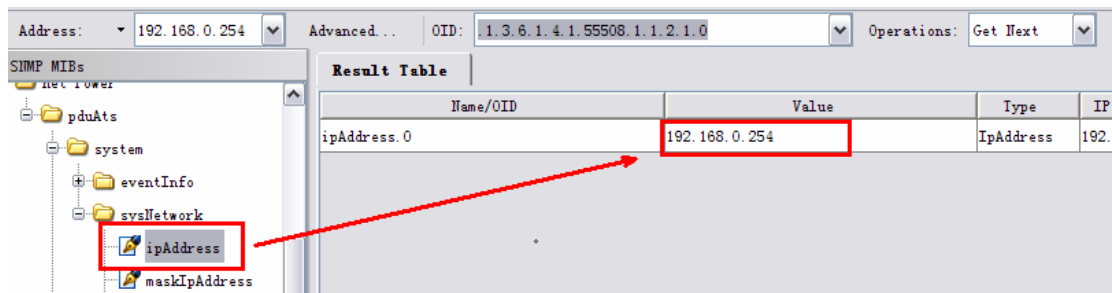 Address: 192.168.0.254 Advanced... OID: .1.3.6.1.4.1.55508.1.1.2.1.0 Operations: Get Next
SNMP MIBs
Result Table
Name/OID Value Type IP
pduAts
ipAddress.0 192.168.0.254 IpAddress 192.
system
eventInfo
sysNetwork
ipAddress
maskIpAddress